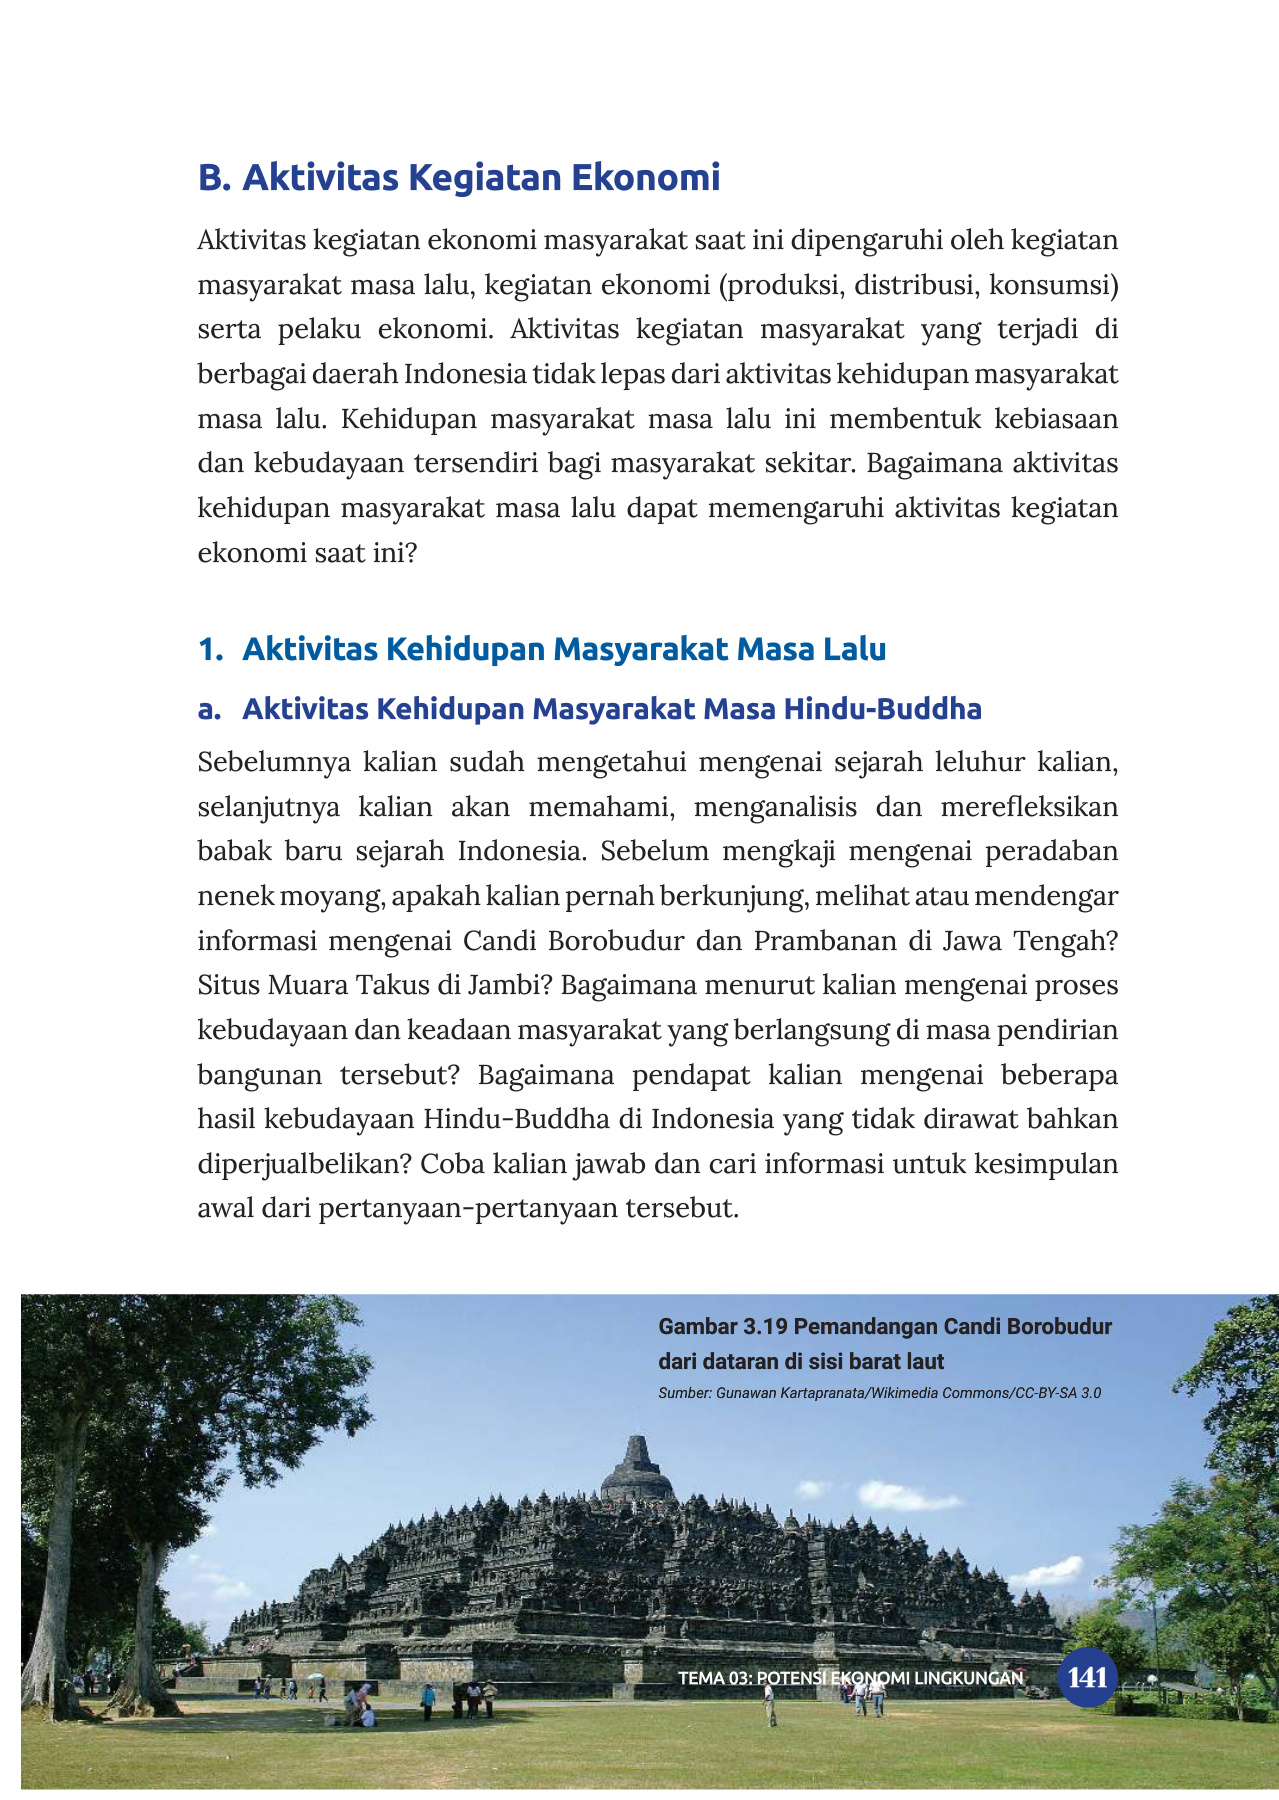 B. Aktivitas Kegiatan Ekonomi
Aktivitas kegiatan ekonomi masyarakat saat ini dipengaruhi oleh kegiatan
masyarakat masa lalu, kegiatan ekonomi (produksi, distribusi, konsumsi)
serta pelaku ekonomi. Aktivitas kegiatan masyarakat yang terjadi di
berbagai daerah Indonesia tidak lepas dari aktivitas kehidupan masyarakat
masa lalu. Kehidupan masyarakat masa lalu ini membentuk kebiasaan
dan kebudayaan tersendiri bagi masyarakat sekitar. Bagaimana aktivitas
kehidupan masyarakat masa lalu dapat memengaruhi aktivitas kegiatan
ekonomi saat ini?
1. Aktivitas Kehidupan Masyarakat Masa Lalu
a. Aktivitas Kehidupan Masyarakat Masa Hindu-Buddha
Sebelumnya kalian sudah mengetahui mengenai sejarah leluhur kalian,
selanjutnya kalian akan memahami, menganalisis dan merefleksikan
babak baru sejarah Indonesia. Sebelum mengkaji mengenai peradaban
nenek moyang, apakah kalian pernah berkunjung, melihat atau mendengar
informasi mengenai Candi Borobudur dan Prambanan di Jawa Tengah?
Situs Muara Takus di Jambi? Bagaimana menurut kalian mengenai proses
kebudayaan dan keadaan masyarakat yang berlangsung di masa pendirian
bangunan tersebut? Bagaimana pendapat kalian mengenai beberapa
hasil kebudayaan Hindu-Buddha di Indonesia yang tidak dirawat bahkan
diperjualbelikan? Coba kalian jawab dan cari informasi untuk kesimpulan
awal dari pertanyaan-pertanyaan tersebut.
Gambar 3.19 Pemandangan Candi Borobudur
dari dataran di sisi barat laut
Sumber: Gunawan Kartapranata/Wikimedia Commons/CC-BY-SA 3.0
TEMA 03: POTENSI EKONOMI LINGKUNGAN 141